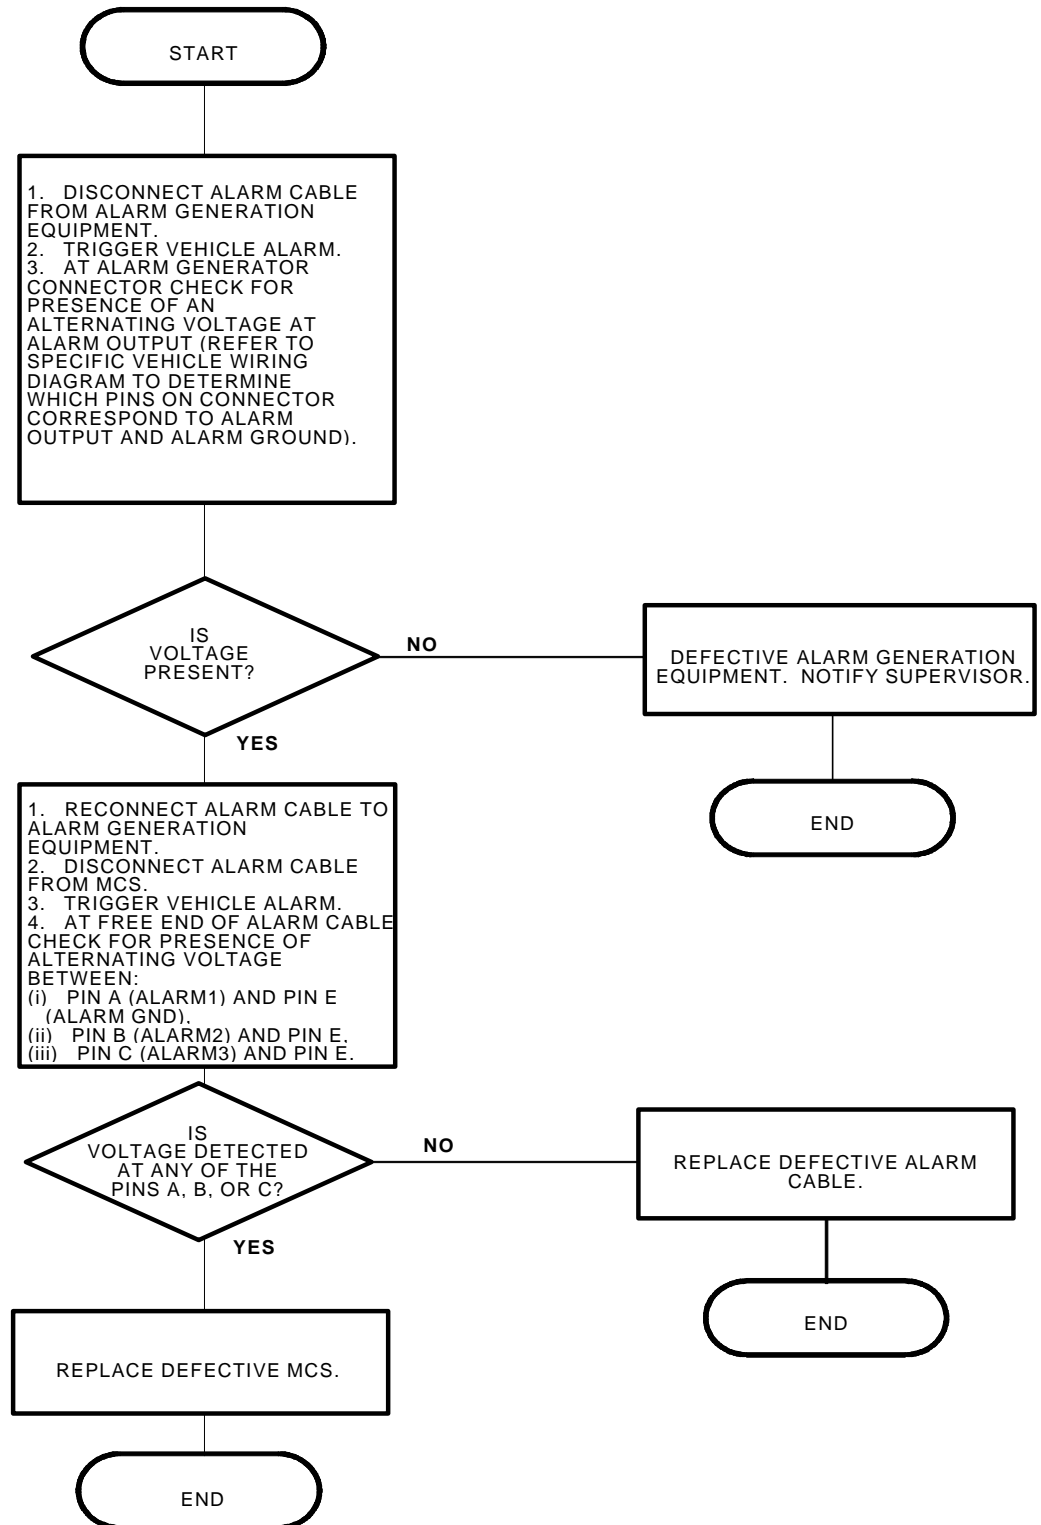 START
1. DISCONNECT ALARM CABLE
FROM ALARM GENERATION
EQUIPMENT.
2. TRIGGER VEHICLE ALARM.
3. AT ALARM GENERATOR
CONNECTOR CHECK FOR
PRESENCE OF AN
ALTERNATING VOLTAGE AT
ALARM OUTPUT (REFER TO
SPECIFIC VEHICLE WIRING
DIAGRAM TO DETERMINE
WHICH PINS ON CONNECTOR
CORRESPOND TO ALARM
OUTPUT AND ALARM GROUND).
IS
VOLTAGE
PRESENT?
NO
DEFECTIVE ALARM GENERATION
EQUIPMENT. NOTIFY SUPERVISOR.
END
YES
1. RECONNECT ALARM CABLE TO
ALARM GENERATION
EQUIPMENT.
2. DISCONNECT ALARM CABLE
FROM MCS.
3. TRIGGER VEHICLE ALARM.
4. AT FREE END OF ALARM CABLE
CHECK FOR PRESENCE OF
ALTERNATING VOLTAGE
BETWEEN:
(i) PIN A (ALARM1) AND PIN E
(ALARM GND),
(ii) PIN B (ALARM2) AND PIN E,
(iii) PIN C (ALARM3) AND PIN E.
IS
VOLTAGE DETECTED
AT ANY OF THE
PINS A, B, OR C?
NO
REPLACE DEFECTIVE ALARM
CABLE.
END
YES
REPLACE DEFECTIVE MCS.
END